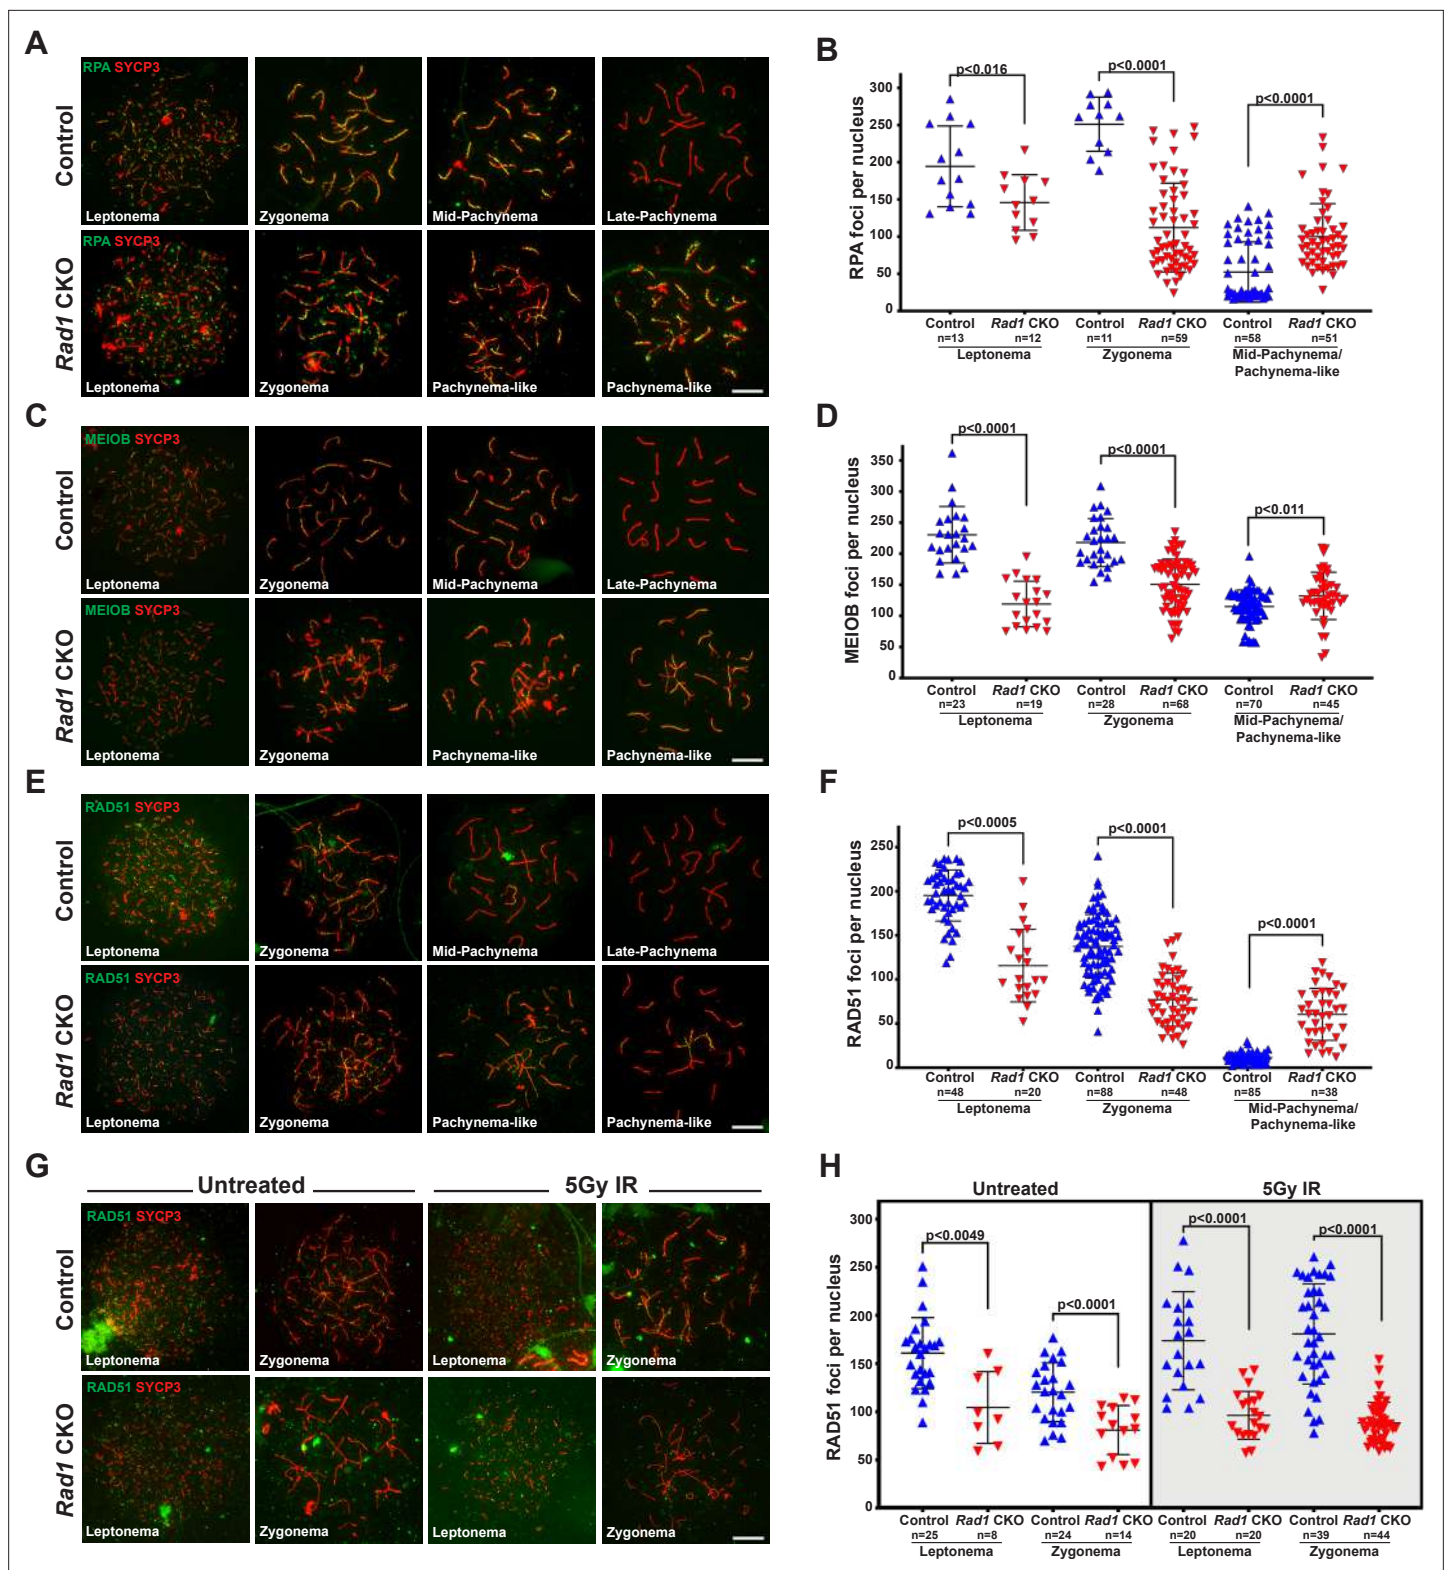 A
RPA SYCP3
Control
Leptonema
Zygonema
Mid-Pachynema
Late-Pachynema
RPA SYCP3
Rad1 CKO
Leptonema
Zygonema
Pachynema-like
Pachynema-like
B
RPA foci per nucleus
300
250
200
150
100
50
0
p<0.016
p<0.0001
p<0.0001
Control Rad1 CKO Control Rad1 CKO Control Rad1 CKO
n=13 n=12 n=11 n=59 n=58 n=51
Leptonema Zygonema Mid-Pachynema/
Pachynema-like
C
MEIOB SYCP3
Control
Leptonema
Zygonema
Mid-Pachynema
Late-Pachynema
MEIOB SYCP3
Rad1 CKO
Leptonema
Zygonema
Pachynema-like
Pachynema-like
D
MEIOB foci per nucleus
350
300
250
200
150
100
50
0
p<0.0001
p<0.0001
p<0.011
Control Rad1 CKO Control Rad1 CKO Control Rad1 CKO
n=23 n=19 n=28 n=68 n=70 n=45
Leptonema Zygonema Mid-Pachynema/
Pachynema-like
E
RAD51 SYCP3
Control
Leptonema
Zygonema
Mid-Pachynema
Late-Pachynema
RAD51 SYCP3
Rad1 CKO
Leptonema
Zygonema
Pachynema-like
Pachynema-like
F
RAD51 foci per nucleus
250
200
150
100
50
0
p<0.0005
p<0.0001
p<0.0001
Control Rad1 CKO Control Rad1 CKO Control Rad1 CKO
n=48 n=20 n=88 n=48 n=85 n=38
Leptonema Zygonema Mid-Pachynema/
Pachynema-like
G
Untreated 5Gy IR
RAD51 SYCP3
Control
Leptonema
Zygonema
Leptonema
Zygonema
RAD51 SYCP3
Rad1 CKO
Leptonema
Zygonema
Leptonema
Zygonema
H
Untreated 5Gy IR
RAD51 foci per nucleus
300
250
200
150
100
50
0
p<0.0049
p<0.0001
p<0.0001
p<0.0001
Control Rad1 CKO Control Rad1 CKO Control Rad1 CKO Control Rad1 CKO
n=25 n=8 n=24 n=14 n=20 n=20 n=39 n=44
Leptonema Zygonema Leptonema Zygonema